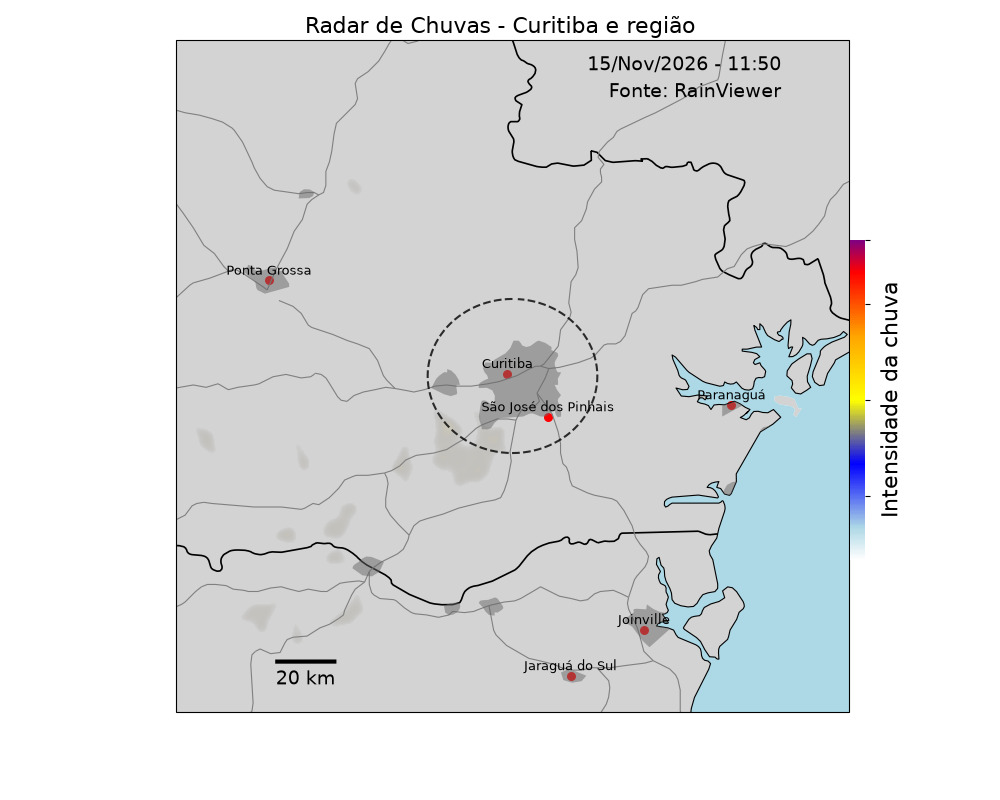 Radar de Chuvas - Curitiba e região
15/Nov/2026 - 11:50
Fonte: RainViewer
Ponta Grossa
Curitiba
São José dos Pinhais
Paranaguá
Intensidade da chuva
Joinville
Jaraguá do Sul
20 km